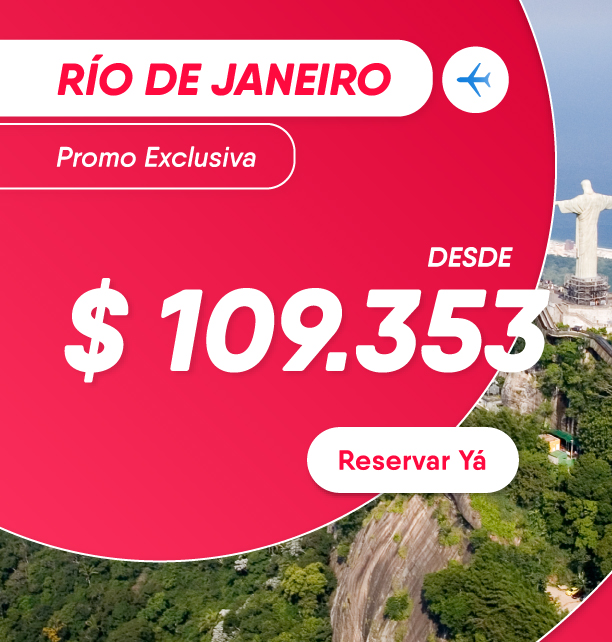 RÍO DE JANEIRO
Promo Exclusiva
DESDE
$ 109.353
Reservar Yá